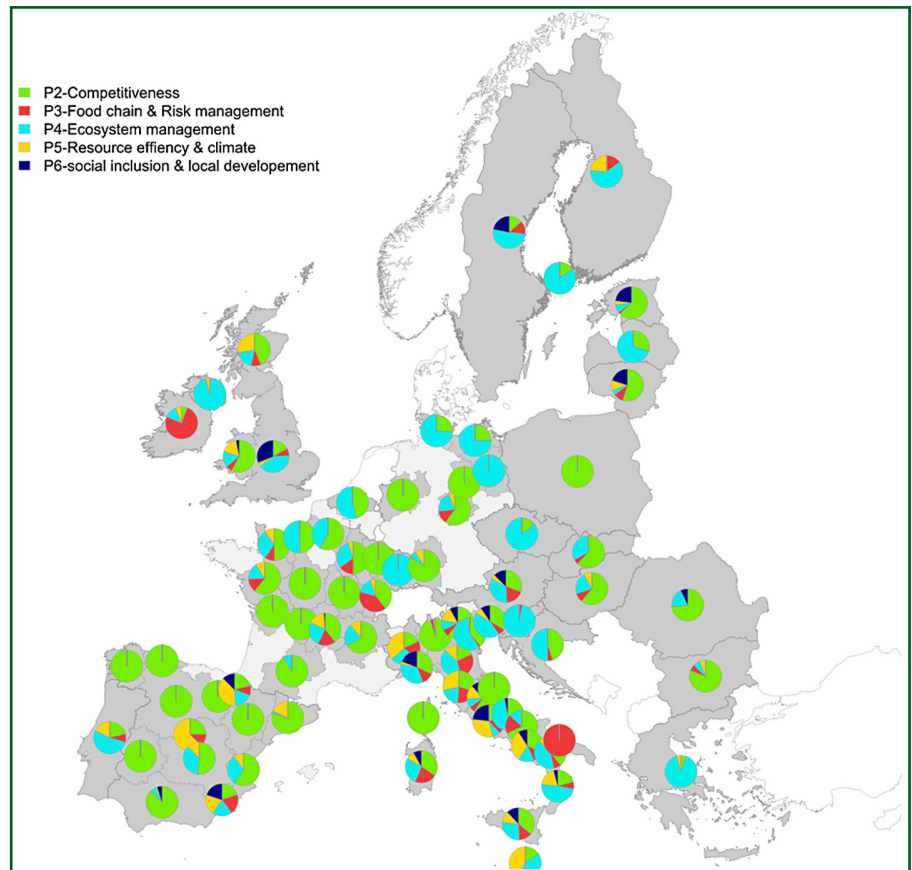 P2-Competitiveness
P3-Food chain & Risk management
P4-Ecosystem management
P5-Resource effiency & climate
P6-social inclusion & local developement